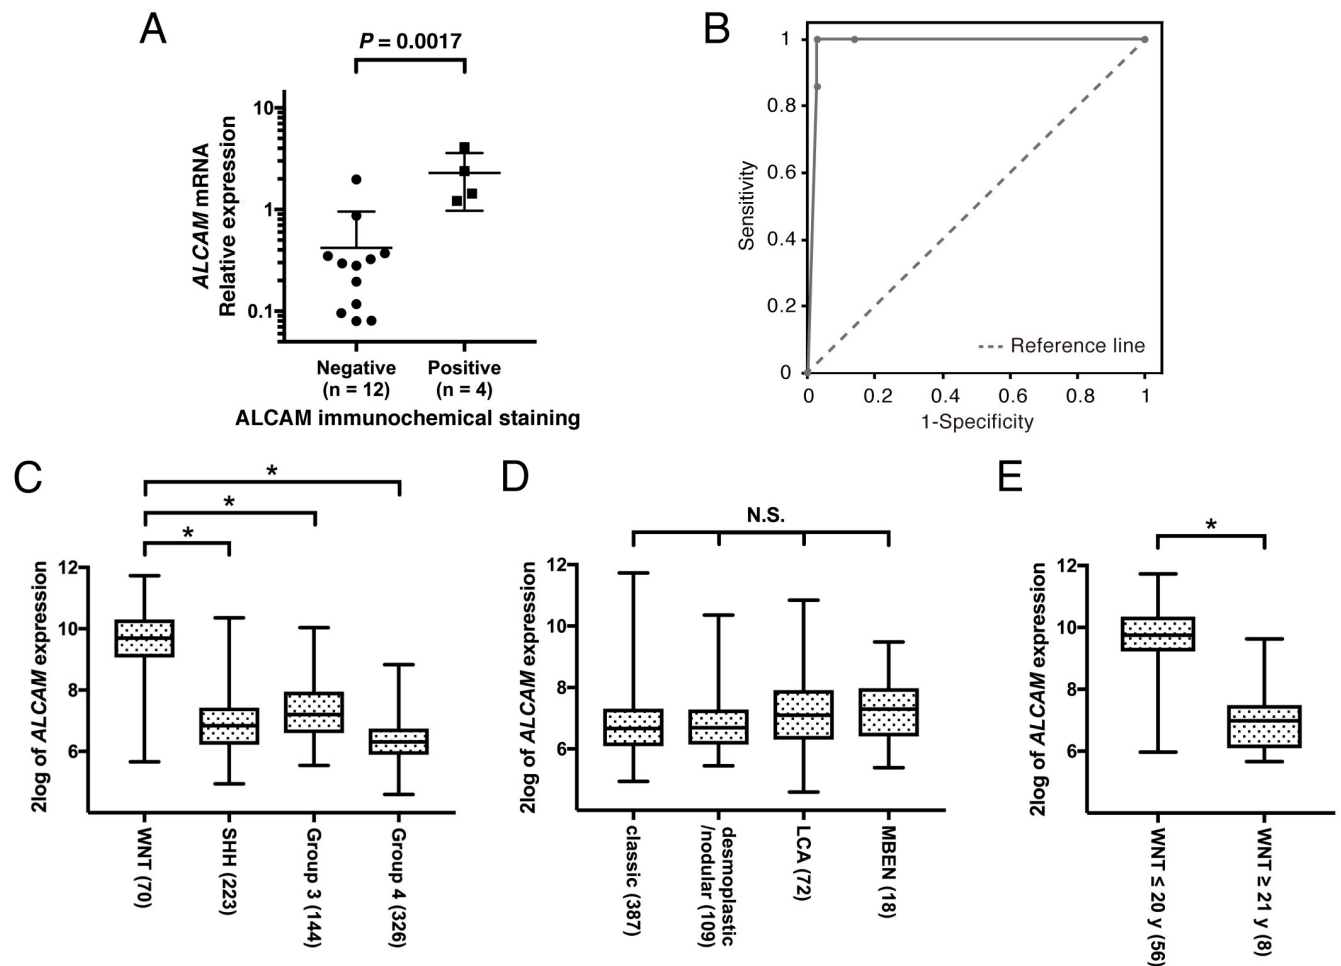 A
P = 0.0017
ALCAM mRNA
Relative expression
10
1
0.1
Negative
(n = 12)
Positive
(n = 4)
ALCAM immunochemical staining
B
Sensitivity
1
0.8
0.6
0.4
0.2
0
Reference line
0
0.2
0.4
0.6
0.8
1
1-Specificity
C
*
*
*
2log of ALCAM expression
12
10
8
6
WNT (70)
SHH (223)
Group 3 (144)
Group 4 (326)
D
N.S.
2log of ALCAM expression
12
10
8
6
classic (387)
desmoplastic
/nodular (109)
LCA (72)
MBEN (18)
E
*
2log of ALCAM expression
12
10
8
6
WNT ≤ 20 y (56)
WNT ≥ 21 y (8)